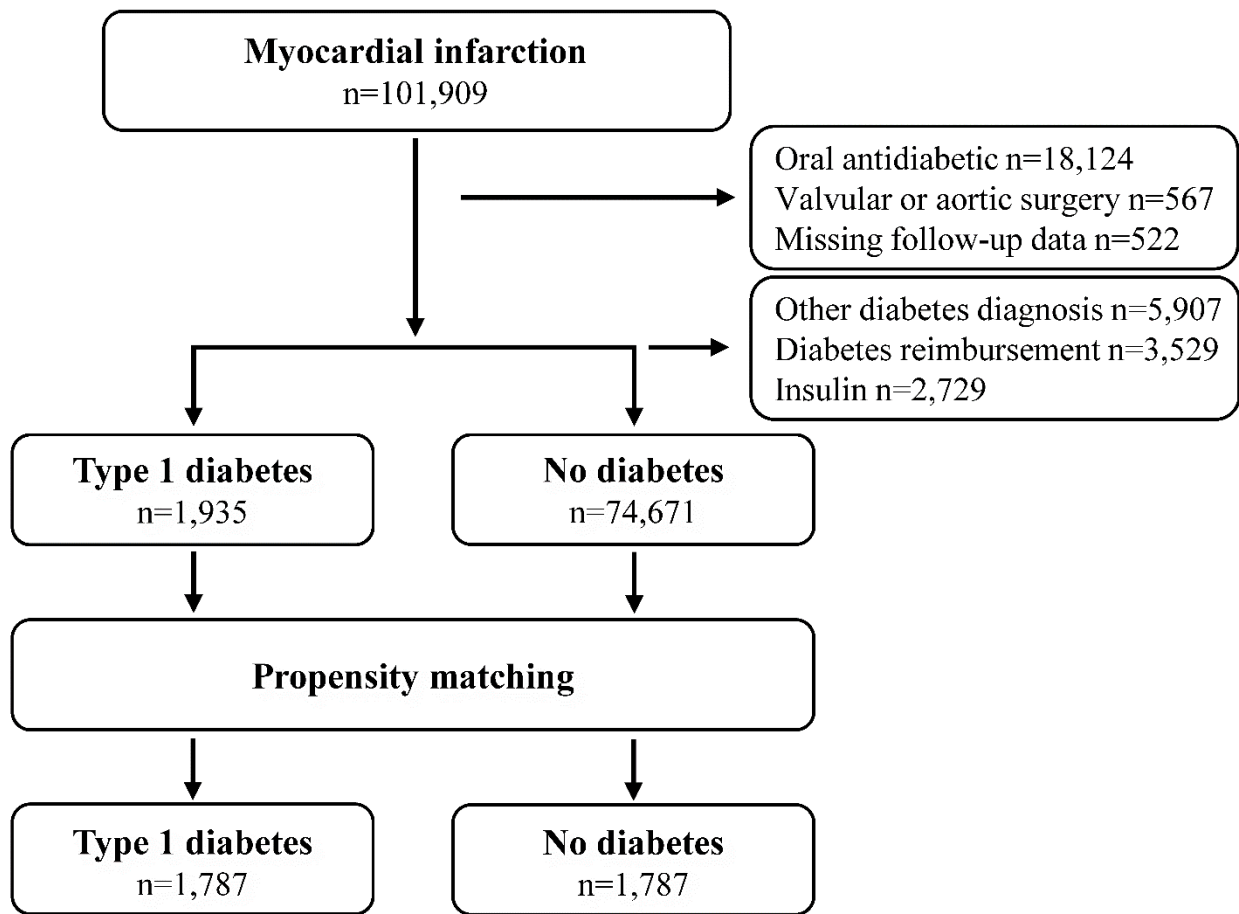 Myocardial infarction
n=101,909
Oral antidiabetic n=18,124
Valvular or aortic surgery n=567
Missing follow-up data n=522
Other diabetes diagnosis n=5,907
Diabetes reimbursement n=3,529
Insulin n=2,729
Type 1 diabetes
n=1,935
No diabetes
n=74,671
Propensity matching
Type 1 diabetes
n=1,787
No diabetes
n=1,787